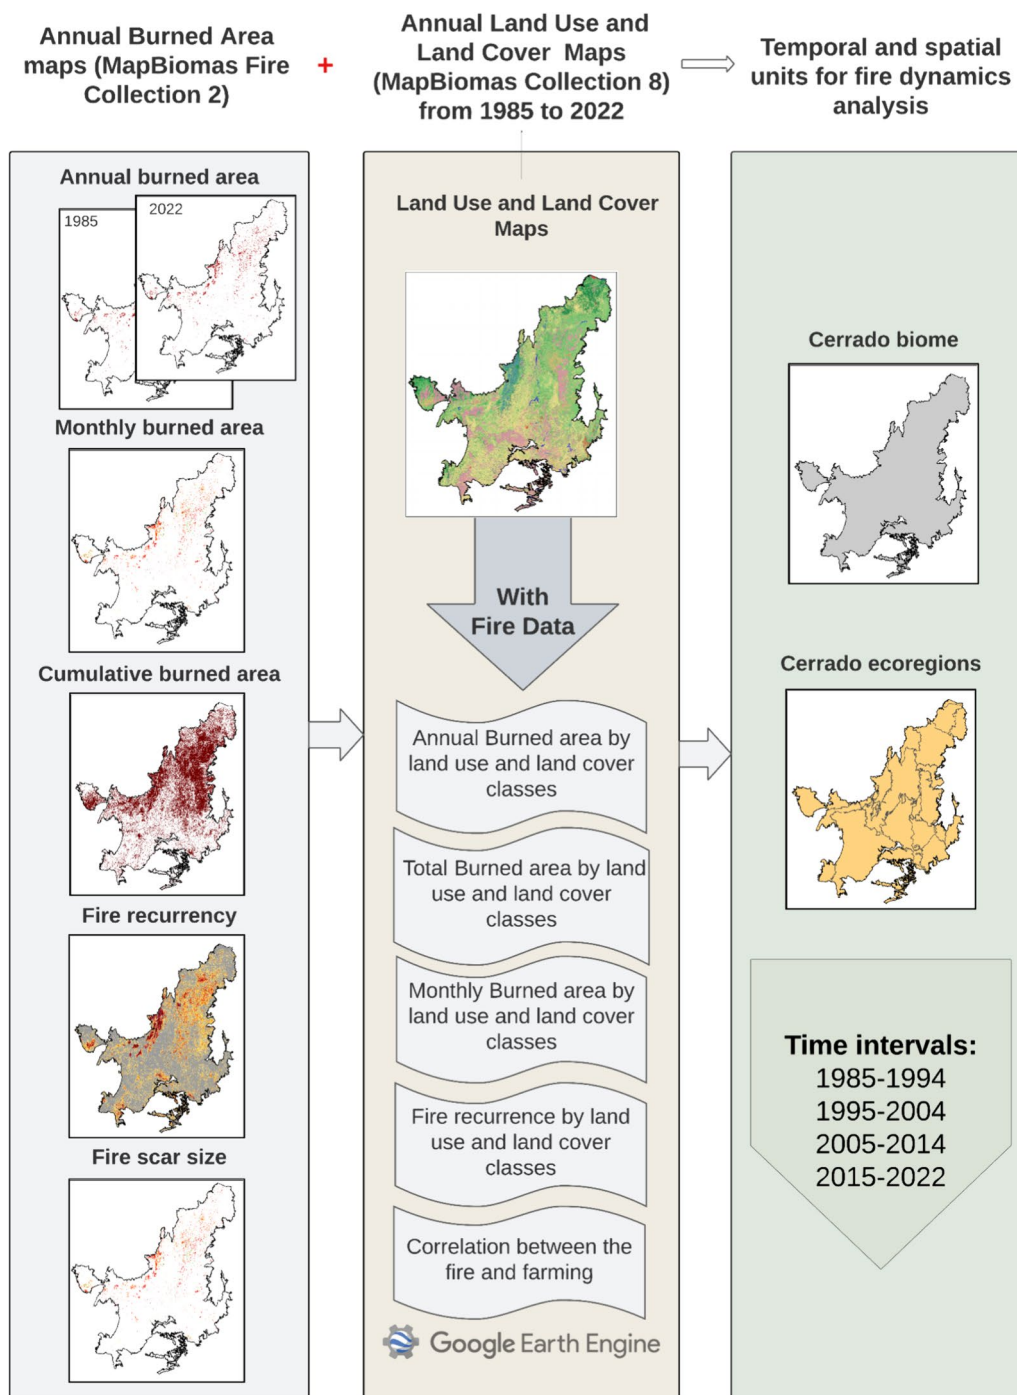 Annual Burned Area
maps (MapBiomas Fire
Collection 2)
+
Annual Land Use and
Land Cover Maps
(MapBiomas Collection 8)
from 1985 to 2022
Temporal and spatial
units for fire dynamics
analysis
Annual burned area
1985
2022
Monthly burned area
Cumulative burned area
Fire recurrency
Fire scar size
Land Use and Land Cover
Maps
With
Fire Data
Annual Burned area by
land use and land cover
classes
Total Burned area by land
use and land cover
classes
Monthly Burned area by
land use and land cover
classes
Fire recurrence by land
use and land cover
classes
Correlation between the
fire and farming
Google Earth Engine
Cerrado biome
Cerrado ecoregions
Time intervals:
1985-1994
1995-2004
2005-2014
2015-2022